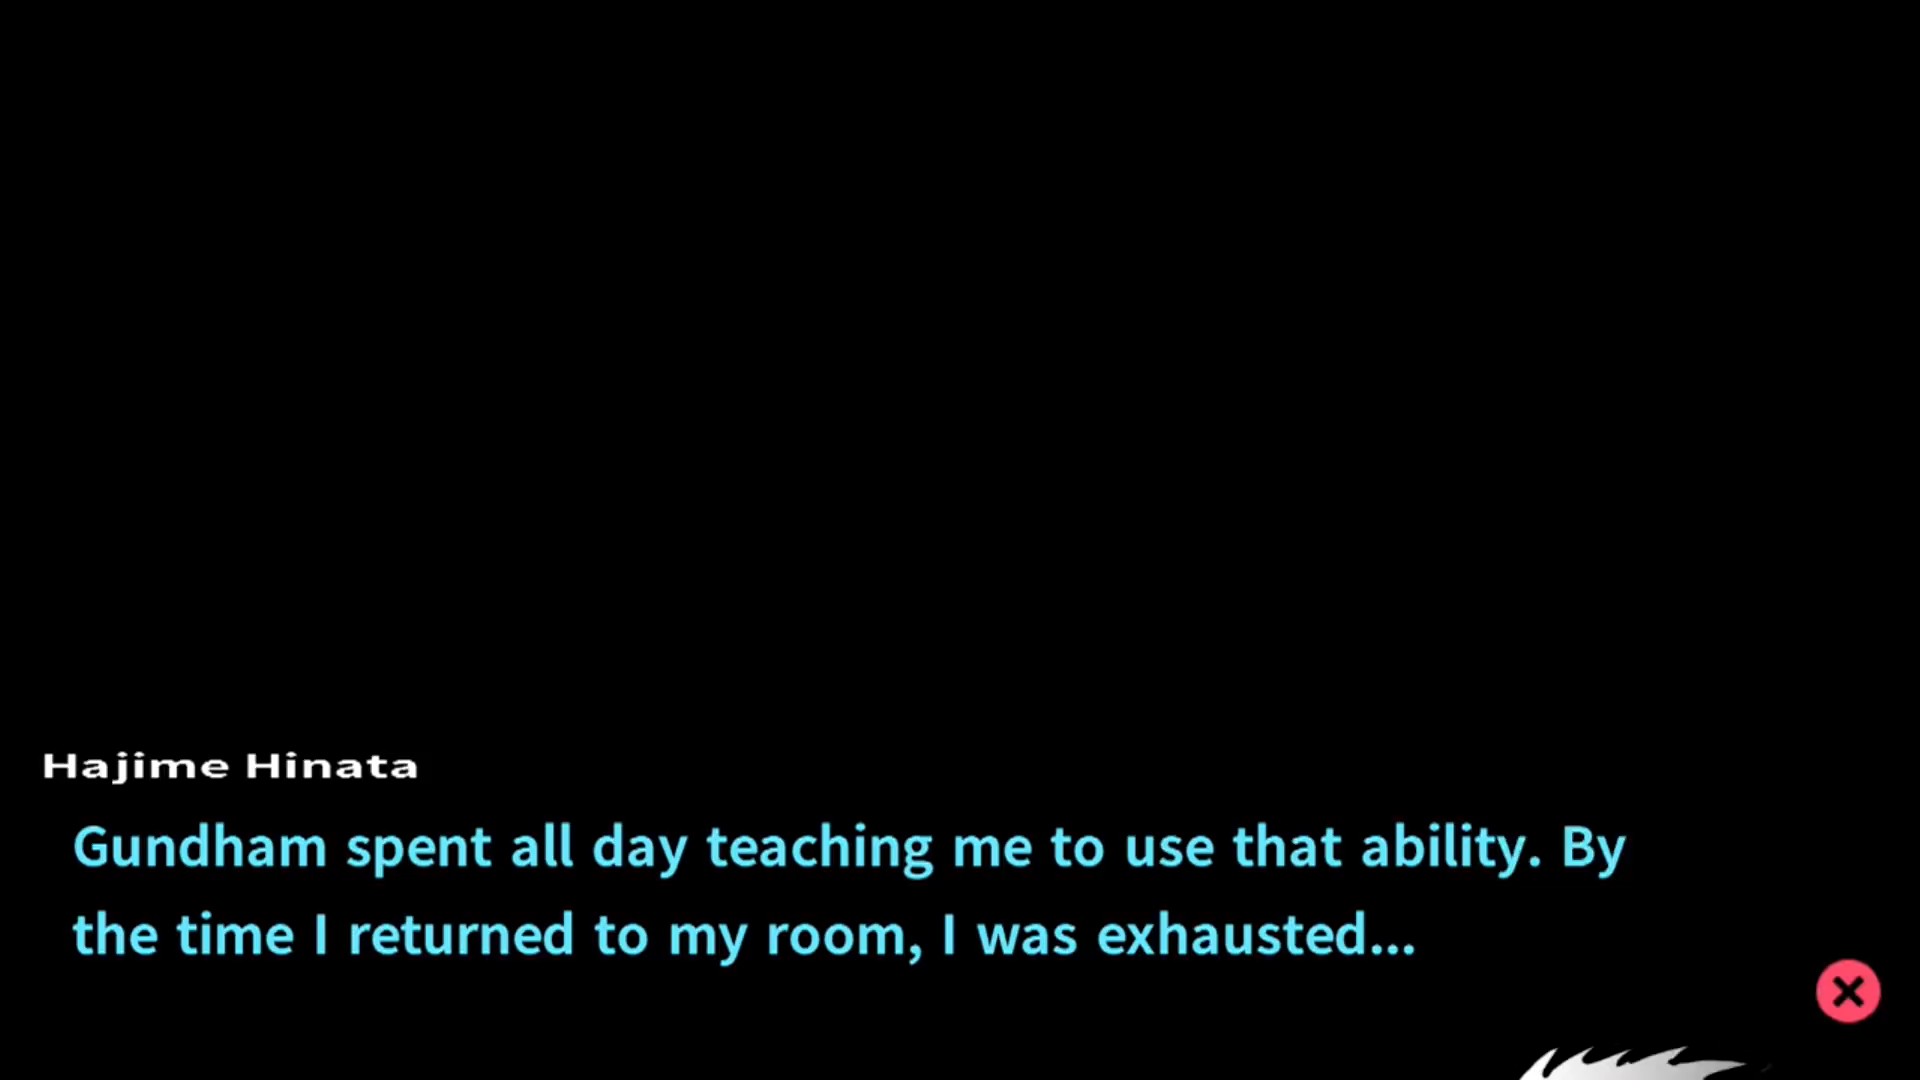 Hajime Hinata
Gundham spent all day teaching me to use that ability. By
the time I returned to my room, I was exhausted...